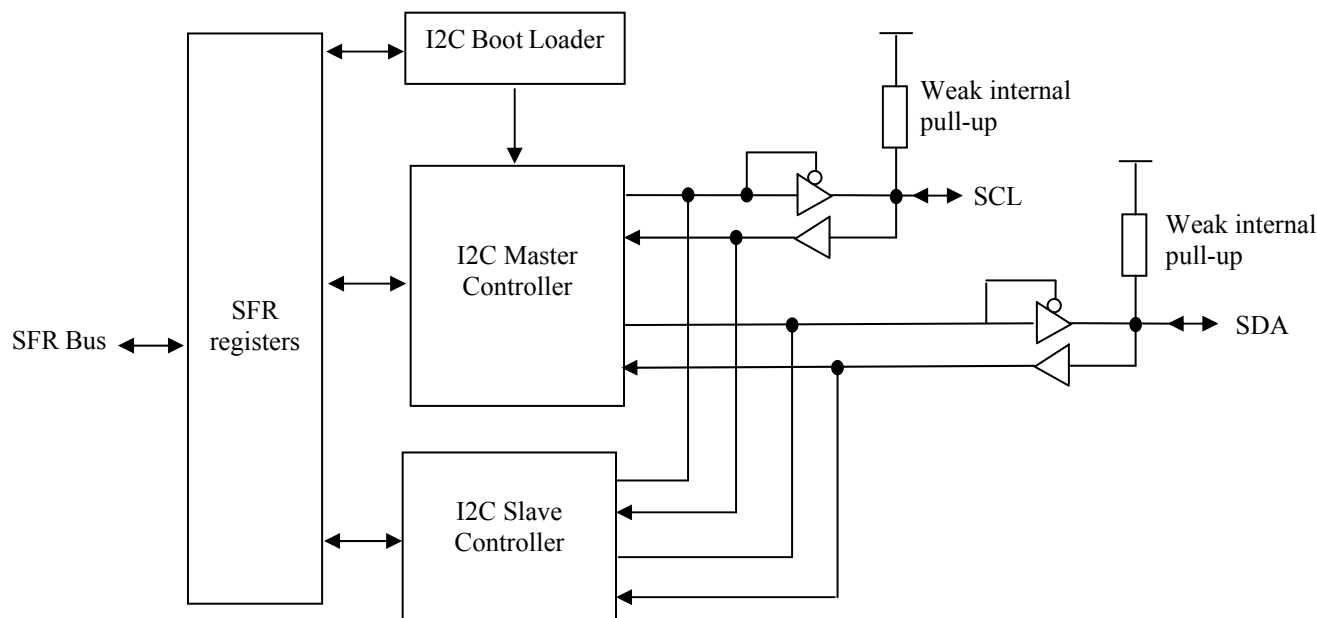 I2C Boot Loader
Weak internal
pull-up
SCL
Weak internal
pull-up
I2C Master
Controller
SFR
registers
SFR Bus
SDA
I2C Slave
Controller